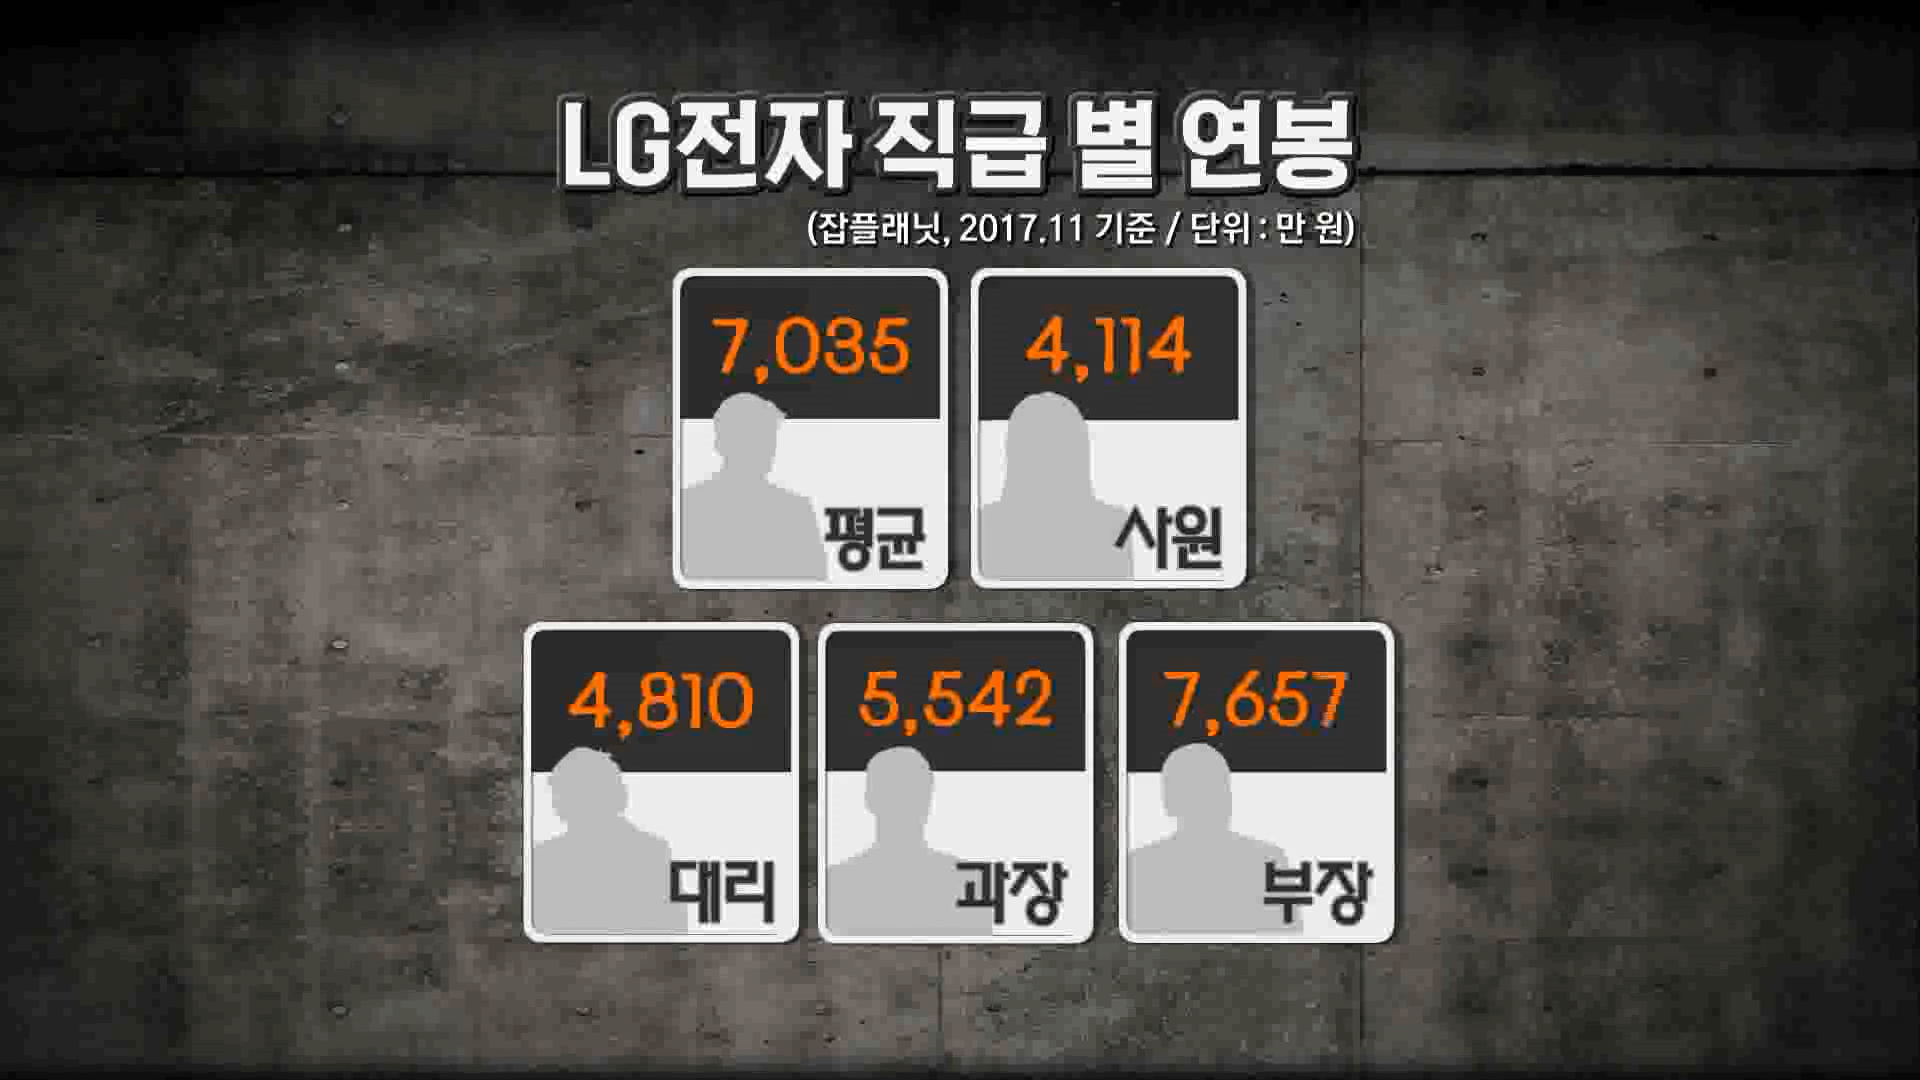 LG전자 직급 별 연봉
(잡플래닛, 2017.11 기준 / 단위 : 만 원)
7,035
평균
4,114
사원
4,810
대리
5,542
과장
7,657
부장